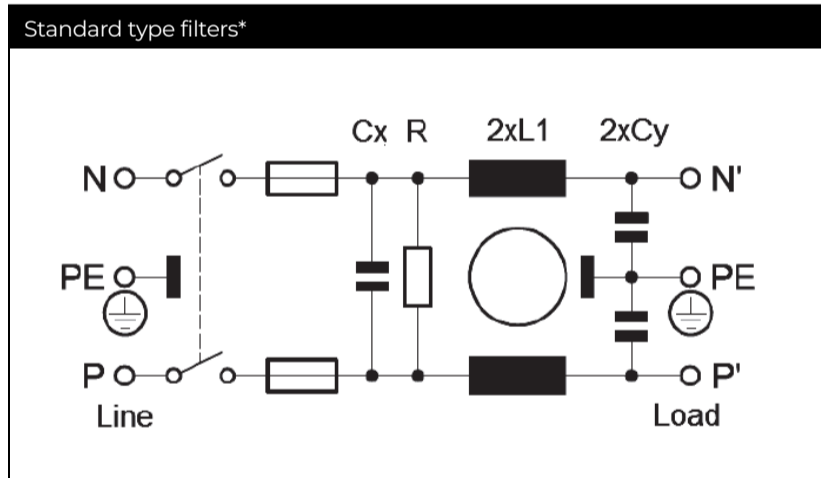 Standard type filters*
Cx R 2xL1 2xCy
N N'
PE PE
P P'
Line Load